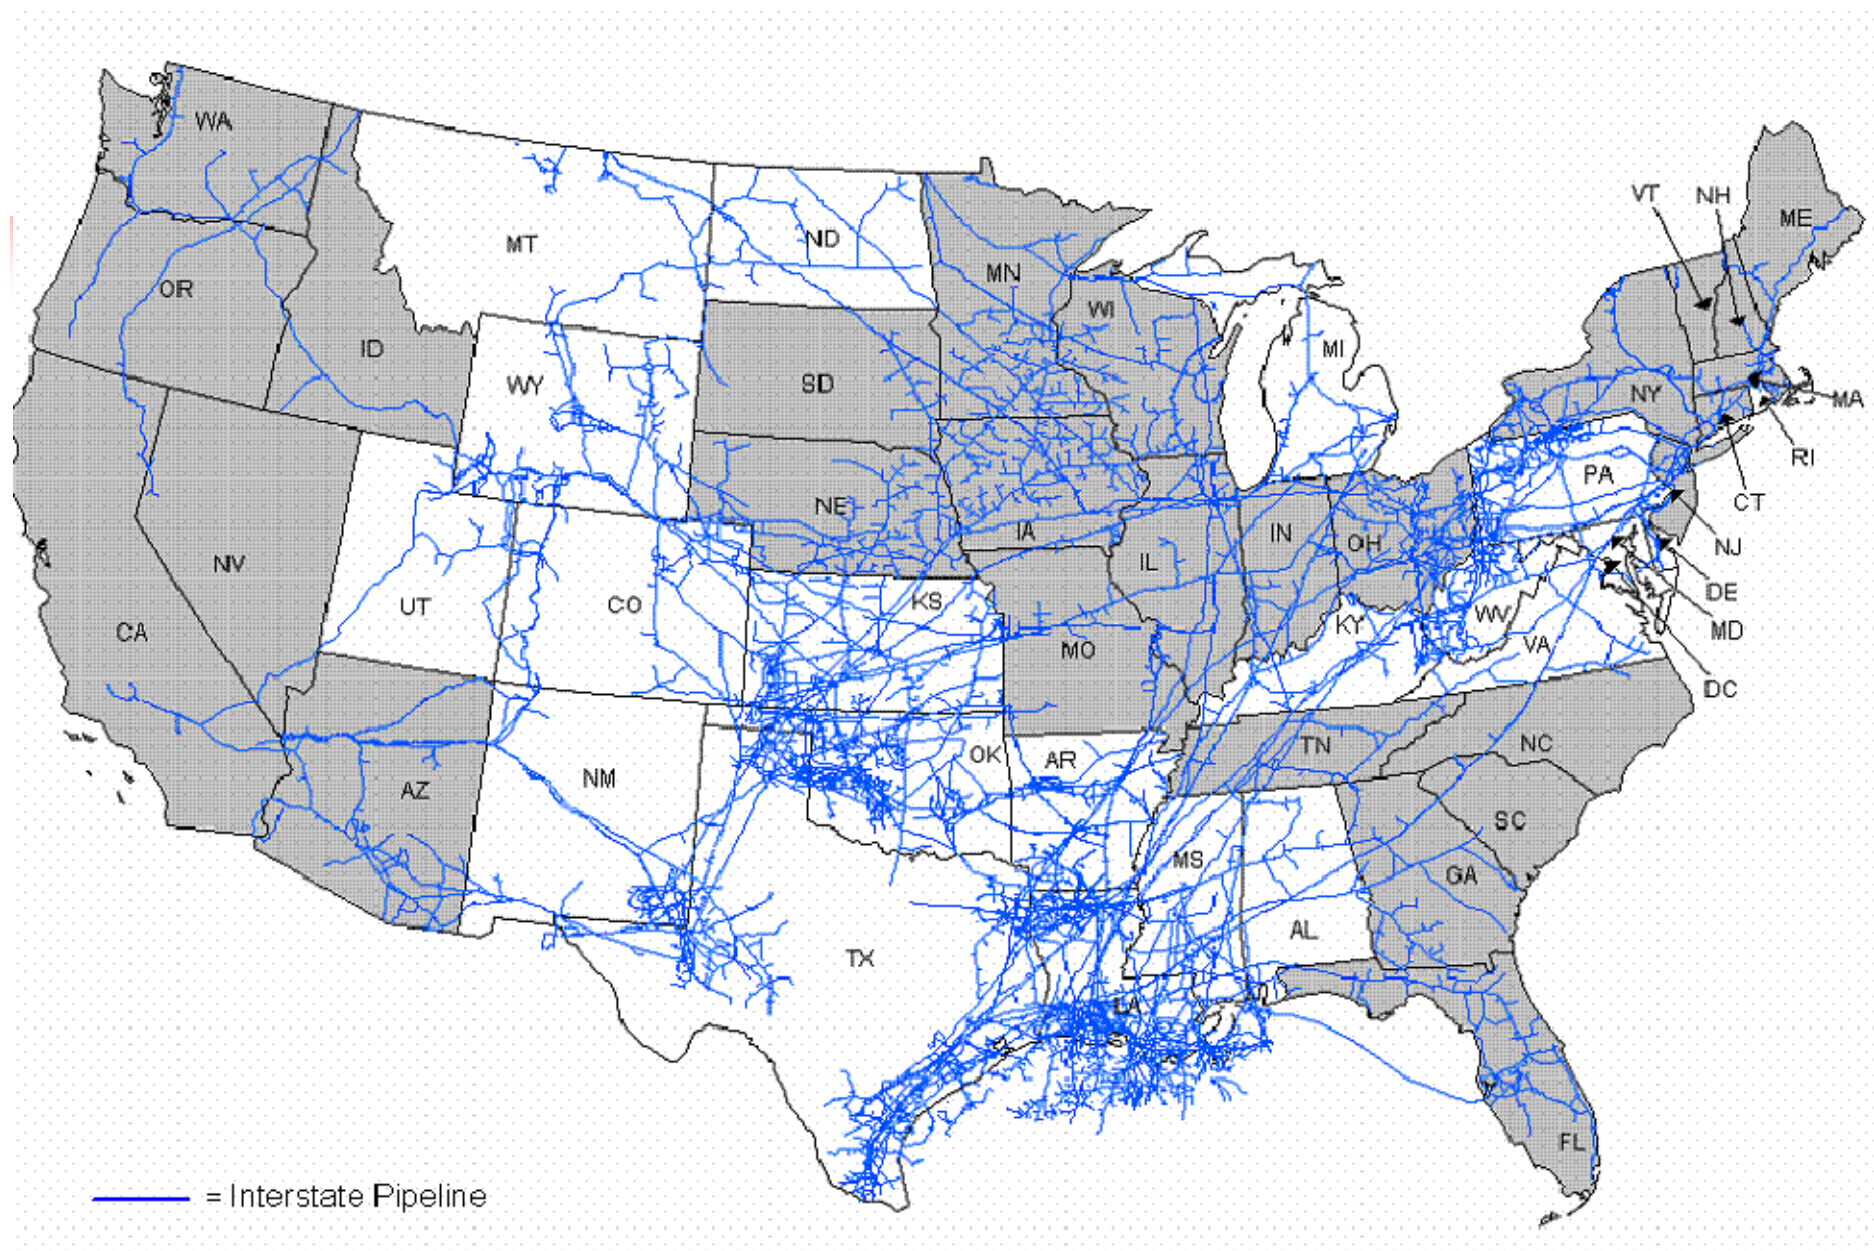 WA
VT
NH
ME
MT
ND
MN
OR
WI
ID
MI
WY
SD
NY
MA
RI
PA
CT
NE
IA
IN
OH
NJ
NV
IL
UT
CO
KS
DE
WV
MD
CA
KY
MO
VA
DC
NC
TN
OK
AR
NM
AZ
SC
MS
GA
AL
TX
LA
FL
= Interstate Pipeline